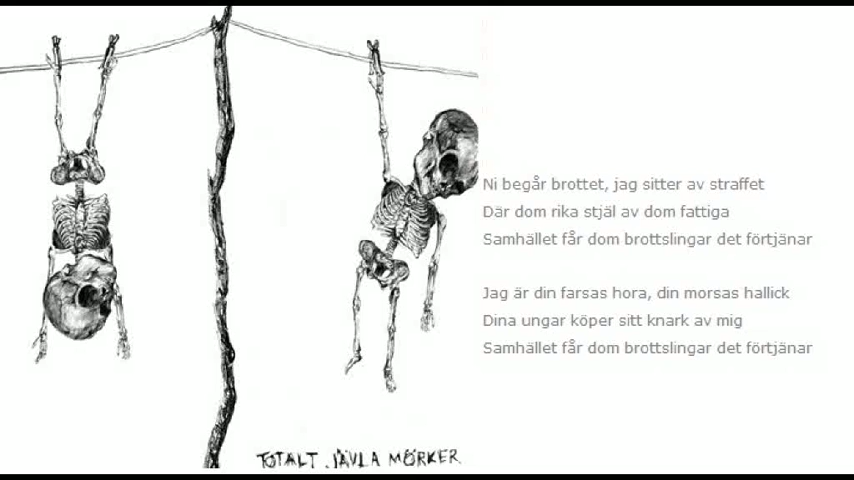 Ni begår brottet, jag sitter av straffet
Där dom rika stjäl av dom fattiga
Samhället får dom brottslingar det förtjänar
Jag är din farsas hora, din morsas hallick
Dina ungar köper sitt knark av mig
Samhället får dom brottslingar det förtjänar
TOTALT JÄVLA MÖRKER